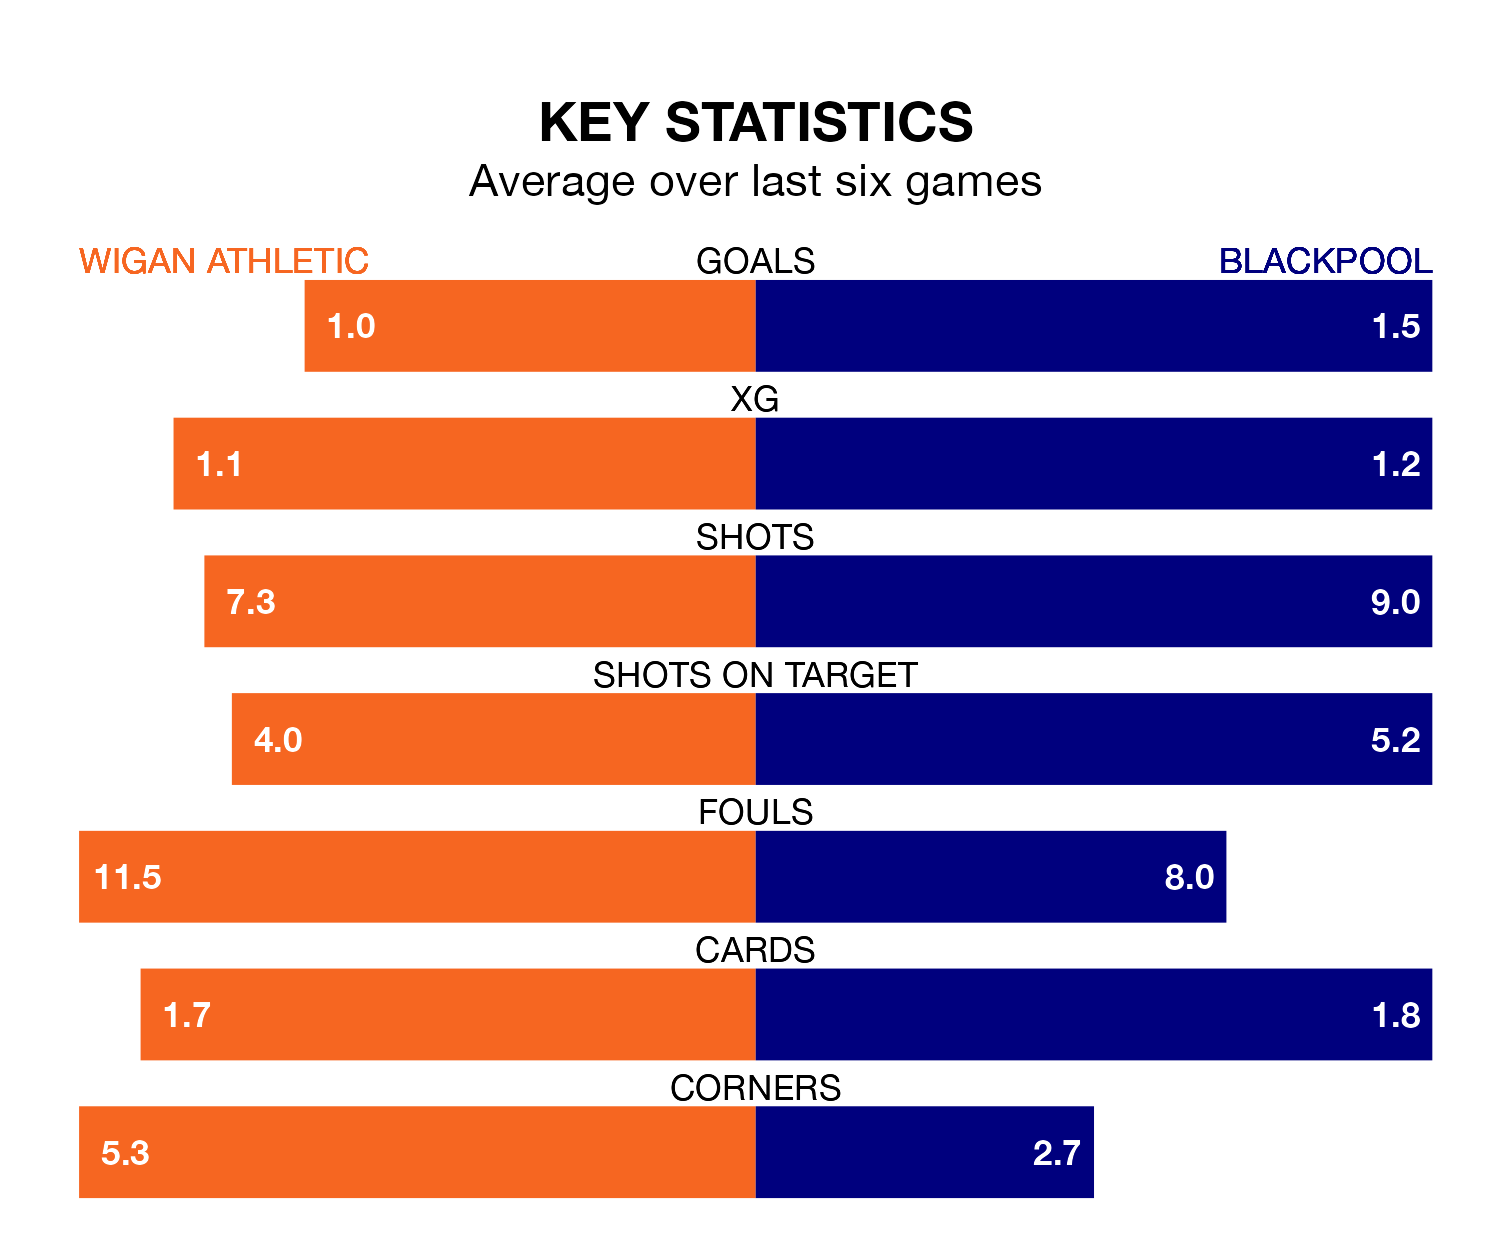 KEY STATISTICS
Average over last six games
WIGAN ATHLETIC GOALS BLACKPOOL
1.0 1.5
XG
1.1 1.2
SHOTS
7.3 9.0
SHOTS ON TARGET
4.0 5.2
FOULS
11.5 8.0
CARDS
1.7 1.8
CORNERS
5.3 2.7